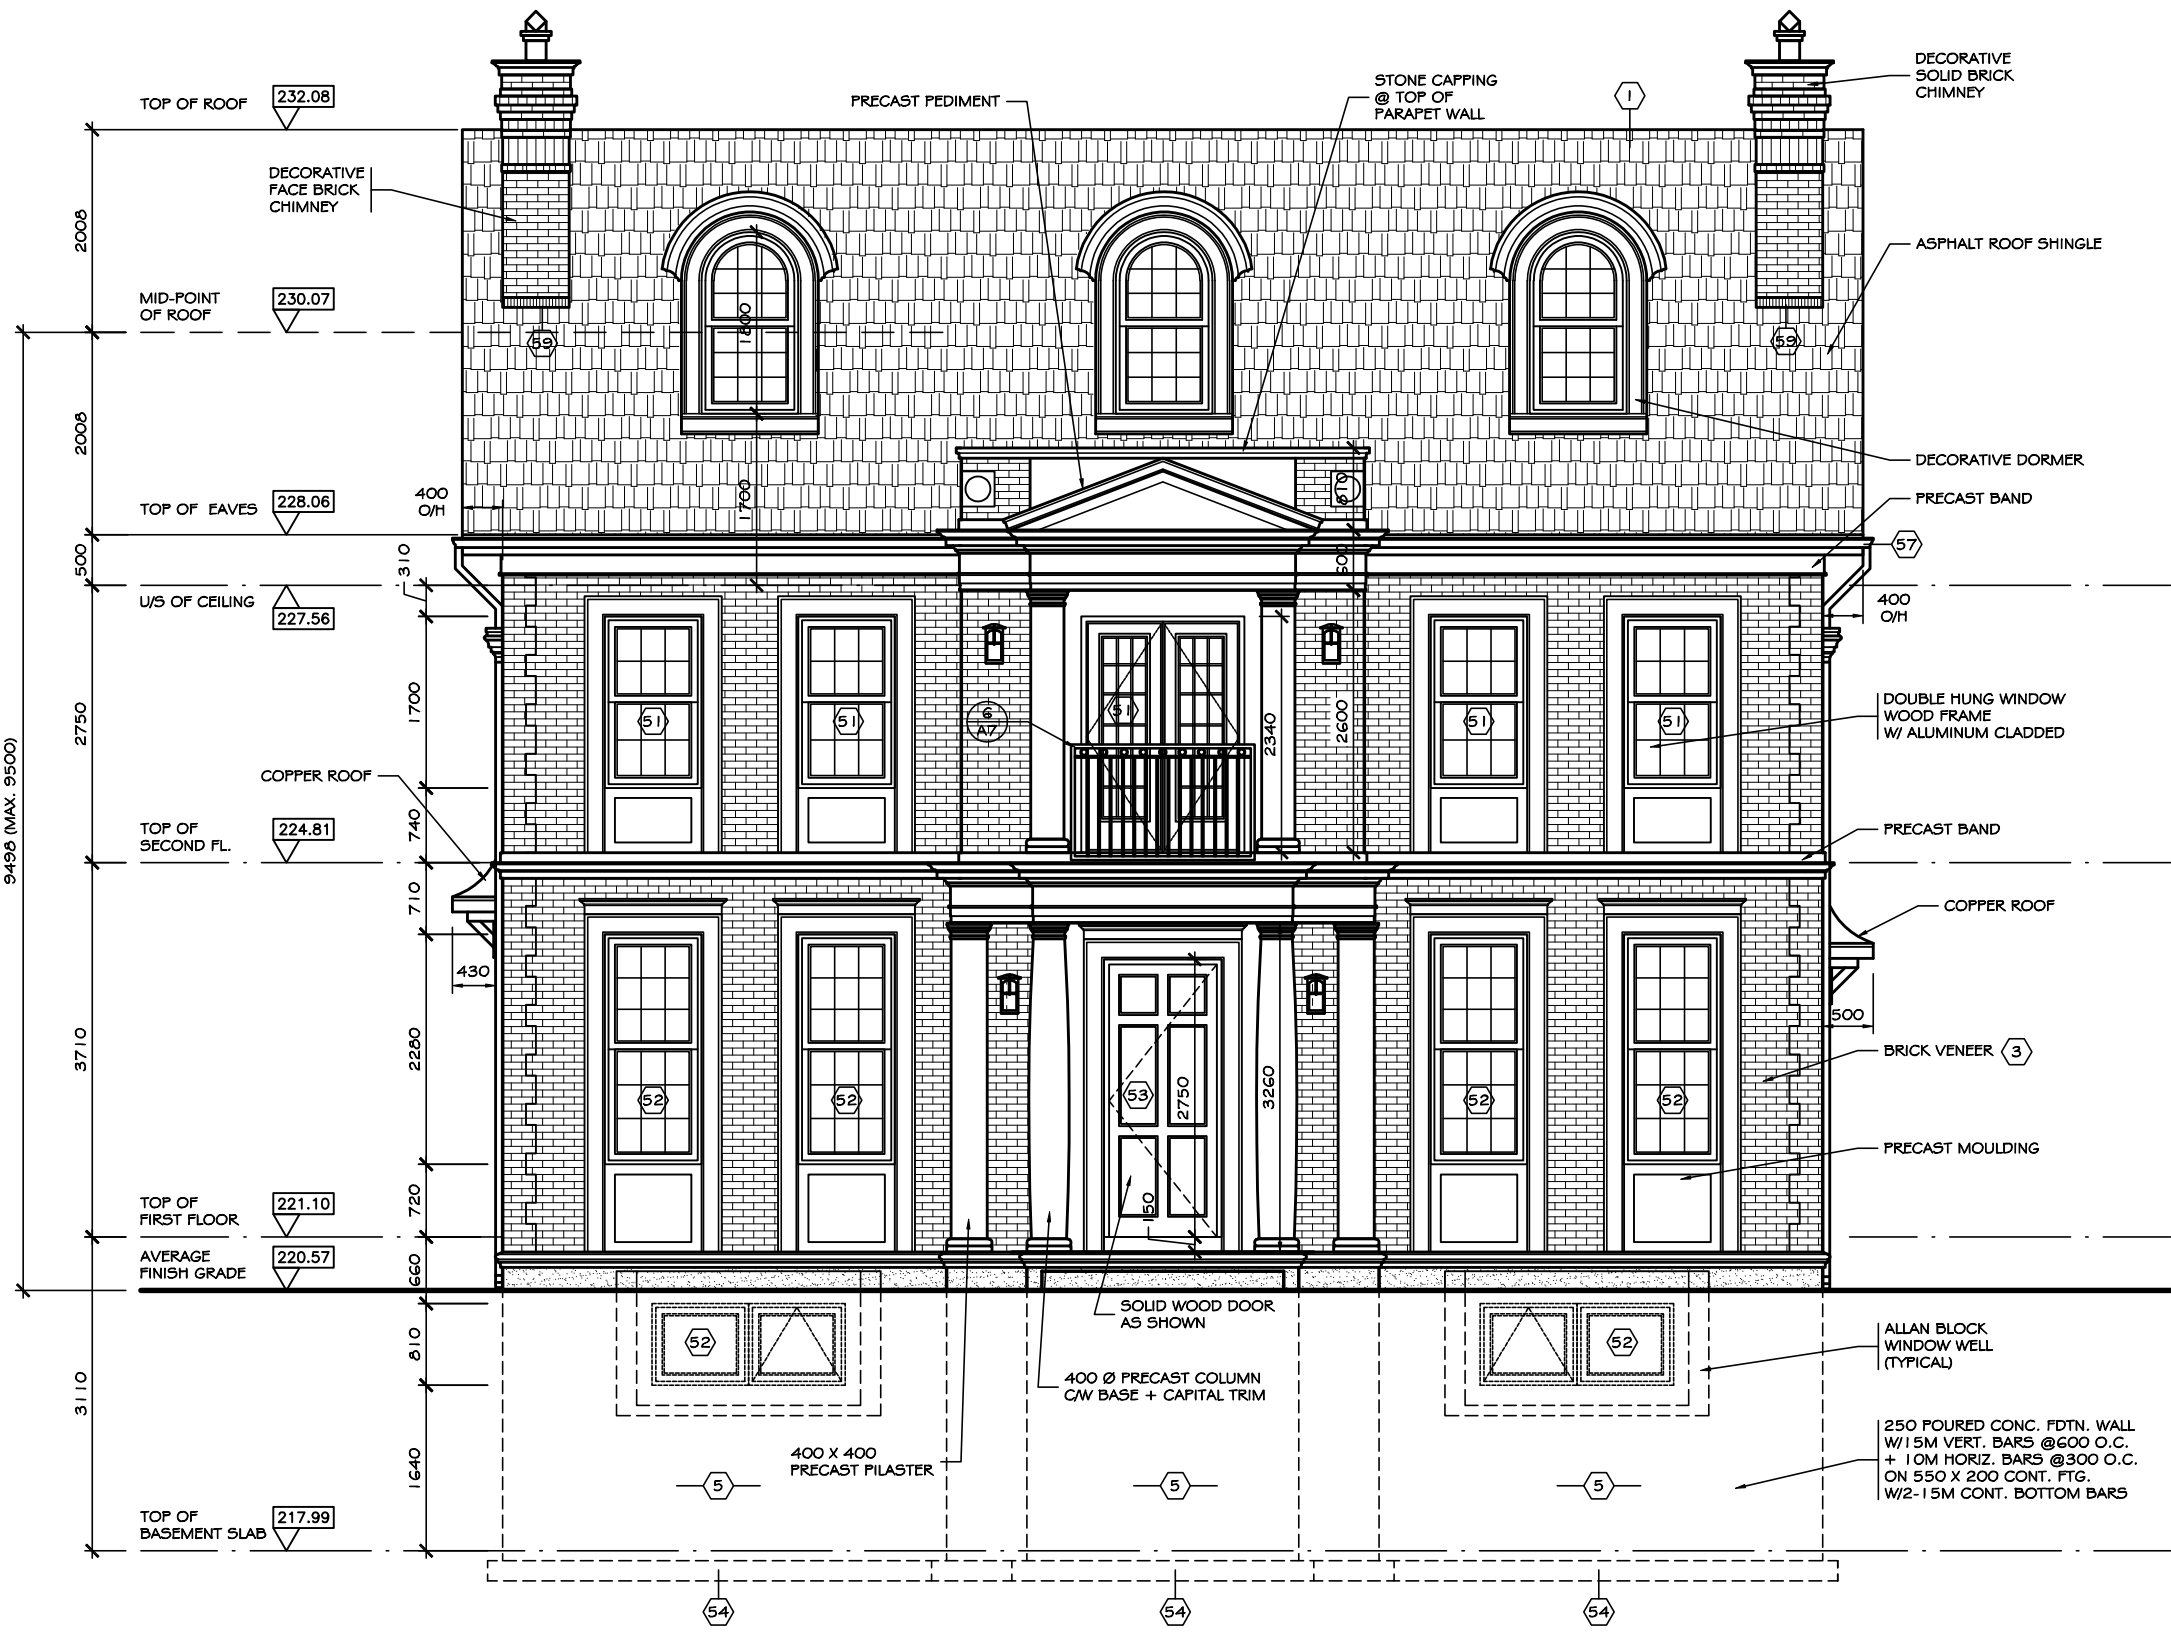 TOP OF ROOF
232.08
MID-POINT
OF ROOF
230.07
TOP OF EAVES
228.06
U/S OF CEILING
227.56
TOP OF
SECOND FL.
224.81
TOP OF
FIRST FLOOR
221.10
AVERAGE
FINISH GRADE
220.57
TOP OF
BASEMENT SLAB
217.99
9498 (MAX. 9500)
2008
2008
500
2750
3710
3110
400
O/H
310
1700
740
710
2280
720
660
810
1640
430
DECORATIVE
FACE BRICK
CHIMNEY
COPPER ROOF
PRECAST PEDIMENT
STONE CAPPING
@ TOP OF
PARAPET WALL
1
59
59
1800
1700
810
600
51
51
51
51
51
6
A7
2340
2600
52
52
52
52
53
2750
3260
150
SOLID WOOD DOOR
AS SHOWN
400 Ø PRECAST COLUMN
C/W BASE + CAPITAL TRIM
400 X 400
PRECAST PILASTER
52
52
5
5
5
54
54
54
DECORATIVE
SOLID BRICK
CHIMNEY
ASPHALT ROOF SHINGLE
DECORATIVE DORMER
PRECAST BAND
57
400
O/H
DOUBLE HUNG WINDOW
WOOD FRAME
W/ ALUMINUM CLADDED
PRECAST BAND
COPPER ROOF
500
BRICK VENEER 3
PRECAST MOULDING
ALLAN BLOCK
WINDOW WELL
(TYPICAL)
250 POURED CONC. FDTN. WALL
W/15M VERT. BARS @600 O.C.
+ 10M HORIZ. BARS @300 O.C.
ON 550 X 200 CONT. FTG.
W/2-15M CONT. BOTTOM BARS